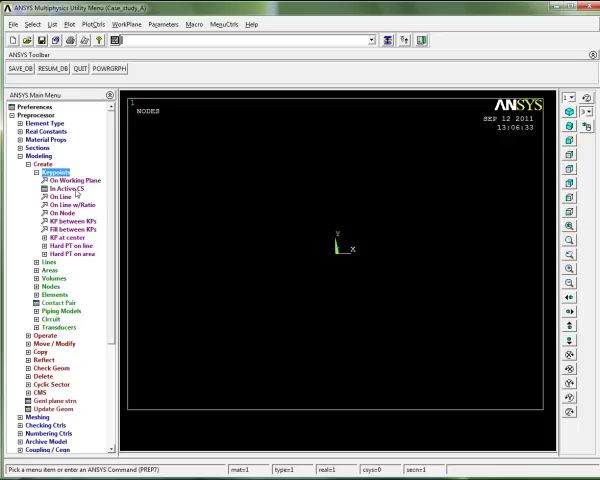 ANSYS Multiphysics Utility Menu (Case_study_A)
File Select List Plot PlotCtrls WorkPlane Parameters Macro MenuCtrls Help
ANSYS Toolbar
SAVE_DB RESUM_DB QUIT POWRGRPH
ANSYS Main Menu
Preferences
Preprocessor
Element Type
Real Constants
Material Props
Sections
Modeling
Create
Keypoints
On Working Plane
In Active CS
On Line
On Line w/Ratio
On Node
KP between KPs
Fill between KPs
KP at center
Hard PT on line
Hard PT on area
Lines
Areas
Volumes
Nodes
Elements
Contact Pair
Piping Models
Circuit
Transducers
Operate
Move / Modify
Copy
Reflect
Check Geom
Delete
Cyclic Sector
CMS
Genl plane strn
Update Geom
Meshing
Checking Ctrls
Numbering Ctrls
Archive Model
Coupling / Ceqn
1
NODES
ANSYS
SEP 12 2011
13:06:33
Y
X
1
3
Pick a menu item or enter an ANSYS Command (PREP7) mat=1 type=1 real=1 csys=0 secn=1